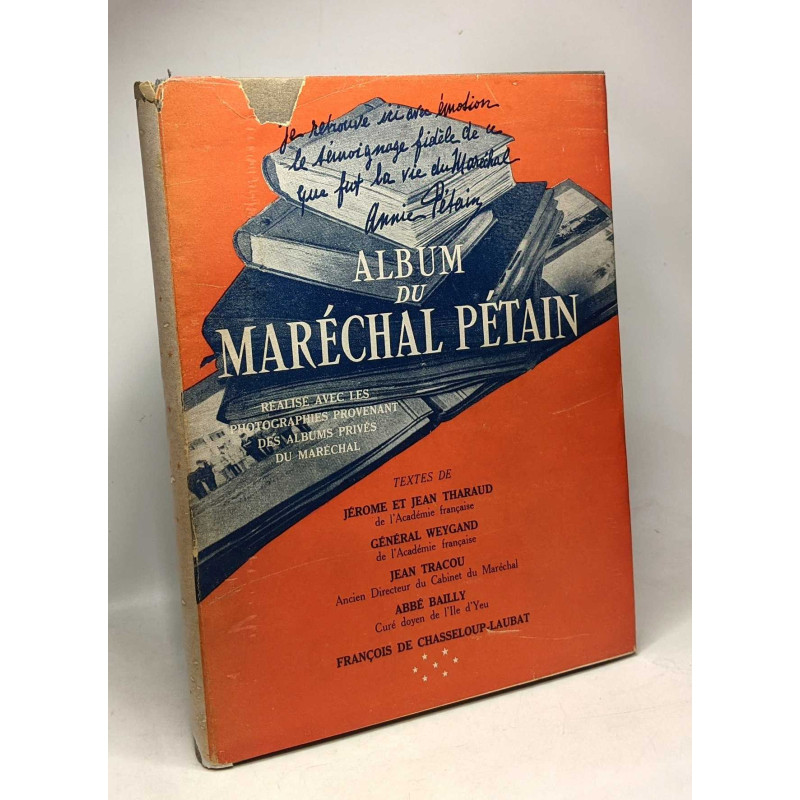 je retrouve ici avec émotion
le témoignage fidèle de ce
que fut la vie du Maréchal
Annie Pétain
ALBUM
DU
MARÉCHAL PÉTAIN
RÉALISÉ AVEC LES
PHOTOGRAPHIES PROVENANT
DES ALBUMS PRIVÉS
DU MARÉCHAL
TEXTES DE
JÉROME ET JEAN THARAUD
de l'Académie française
GÉNÉRAL WEYGAND
de l'Académie française
JEAN TRACOU
Ancien Directeur du Cabinet du Maréchal
ABBÉ BAILLY
Curé doyen de l'Ile d'Yeu
FRANÇOIS DE CHASSELOUP-LAUBAT